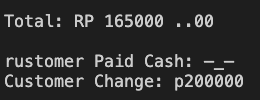 Total: RP 165000 ..00
rustomer Paid Cash: —_—
Customer Change: p200000